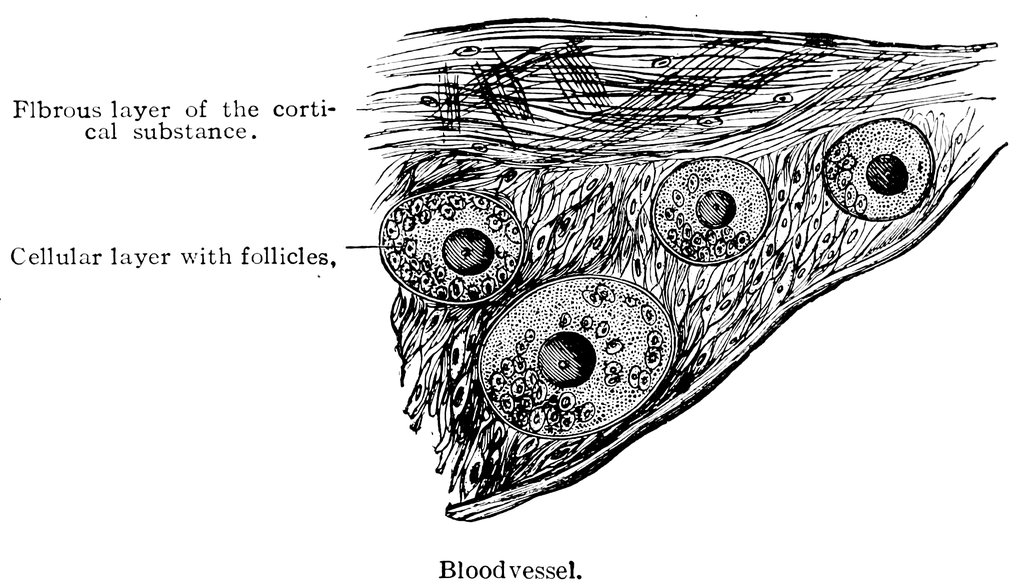 Fibrous layer of the corti-
cal substance.
Cellular layer with follicles,
Bloodvessel.